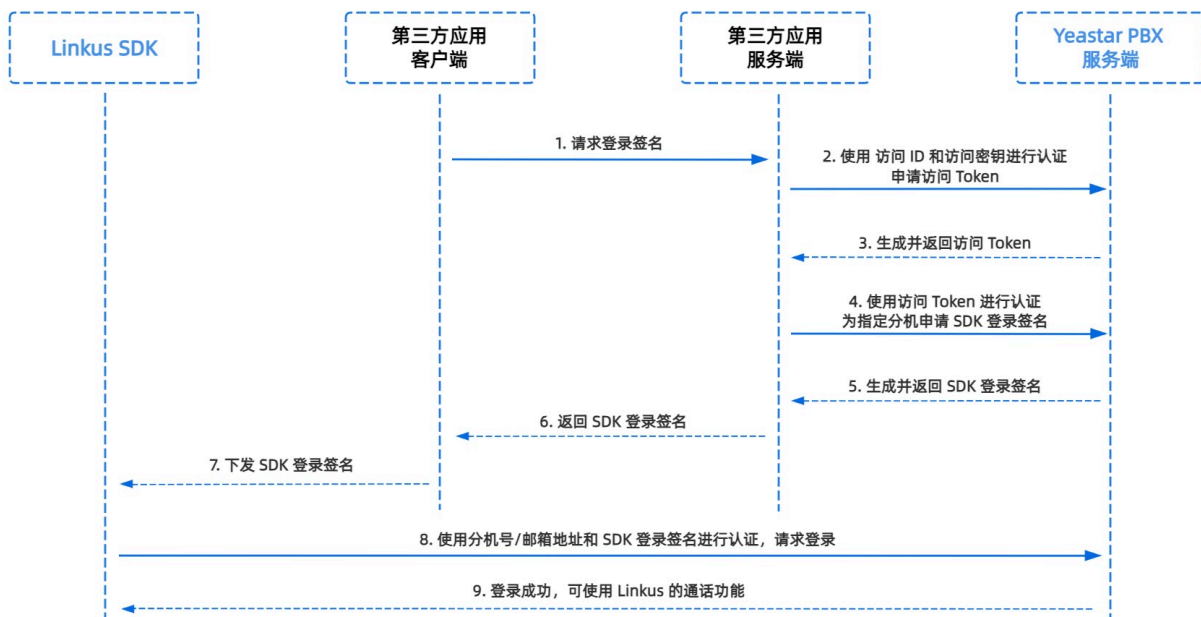 Linkus SDK
第三方应用
客户端
第三方应用
服务端
Yeastar PBX
服务端
1. 请求登录签名
2. 使用 访问 ID 和访问密钥进行认证
申请访问 Token
3. 生成并返回访问 Token
4. 使用访问 Token 进行认证
为指定分机申请 SDK 登录签名
5. 生成并返回 SDK 登录签名
6. 返回 SDK 登录签名
7. 下发 SDK 登录签名
8. 使用分机号/邮箱地址和 SDK 登录签名进行认证，请求登录
9. 登录成功，可使用 Linkus 的通话功能